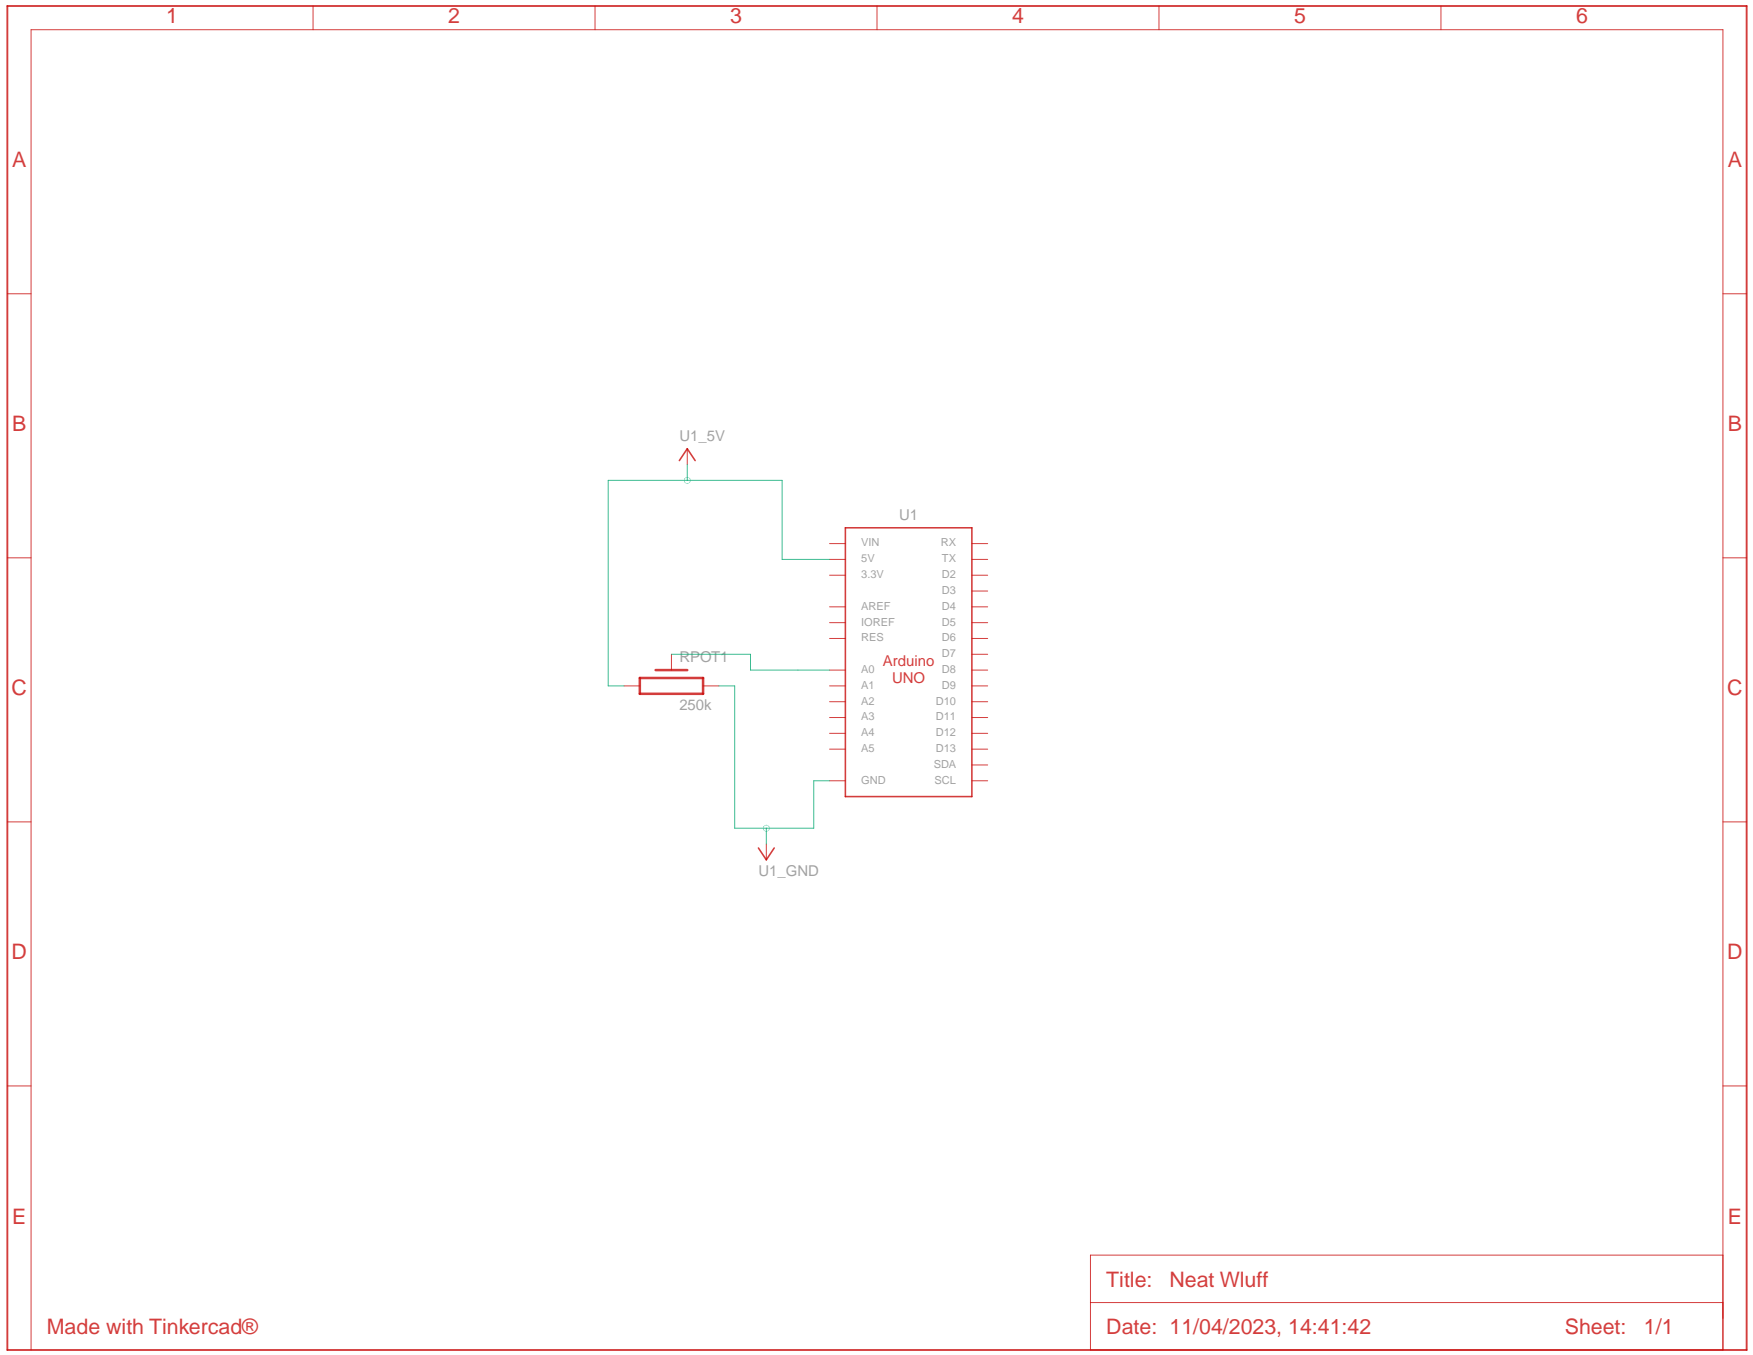 1 2 3 4 5 6
A A
B B
U1_5V
U1
VIN RX
5V TX
3.3V D2
D3
AREF D4
IOREF D5
RES D6
D7
RPOT1
Arduino
A0 D8
UNO
A1 D9
C C
250k
A2 D10
A3 D11
A4 D12
A5 D13
SDA
GND SCL
U1_GND
D D
E E
Title: Neat Wluff
Made with Tinkercad®
Date: 11/04/2023, 14:41:42 Sheet: 1/1